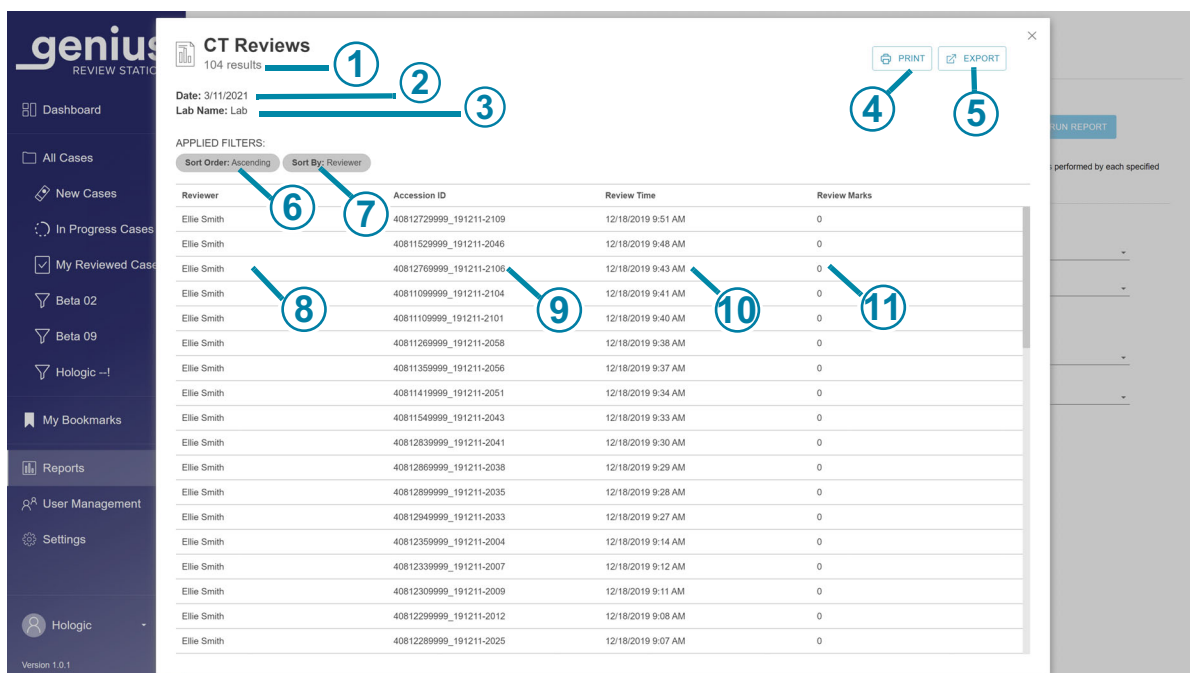 genius
REVIEW STATIC
Dashboard
All Cases
New Cases
In Progress Cases
My Reviewed Case
Beta 02
Beta 09
Hologic --!
My Bookmarks
Reports
User Management
Settings
Hologic
Version 1.0.1
CT Reviews
104 results
1
PRINT
EXPORT
Date: 3/11/2021
2
Lab Name: Lab
3
4
5
RUN REPORT
APPLIED FILTERS:
Sort Order: Ascending
Sort By: Reviewer
performed by each specified
6
7
Reviewer Accession ID Review Time Review Marks
Ellie Smith 40812729999_191211-2109 12/18/2019 9:51 AM 0
Ellie Smith 40811529999_191211-2046 12/18/2019 9:48 AM 0
Ellie Smith 40812769999_191211-2106 12/18/2019 9:43 AM 0
8
9
10
11
Ellie Smith 40811099999_191211-2104 12/18/2019 9:41 AM 0
Ellie Smith 40811109999_191211-2101 12/18/2019 9:40 AM 0
Ellie Smith 40811269999_191211-2058 12/18/2019 9:38 AM 0
Ellie Smith 40811359999_191211-2056 12/18/2019 9:37 AM 0
Ellie Smith 40811419999_191211-2051 12/18/2019 9:34 AM 0
Ellie Smith 40811549999_191211-2043 12/18/2019 9:33 AM 0
Ellie Smith 40812839999_191211-2041 12/18/2019 9:30 AM 0
Ellie Smith 40812869999_191211-2038 12/18/2019 9:29 AM 0
Ellie Smith 40812899999_191211-2035 12/18/2019 9:28 AM 0
Ellie Smith 40812949999_191211-2033 12/18/2019 9:27 AM 0
Ellie Smith 40812359999_191211-2004 12/18/2019 9:14 AM 0
Ellie Smith 40812339999_191211-2007 12/18/2019 9:12 AM 0
Ellie Smith 40812309999_191211-2009 12/18/2019 9:11 AM 0
Ellie Smith 40812299999_191211-2012 12/18/2019 9:08 AM 0
Ellie Smith 40812289999_191211-2025 12/18/2019 9:07 AM 0